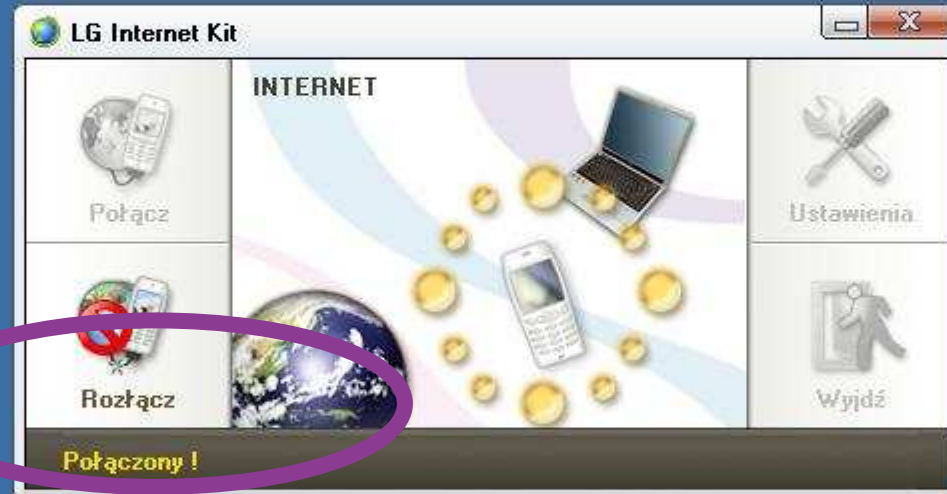 LG Internet Kit
INTERNET
Połącz
Ustawienia
Rozłącz
Wyjdź
Połączony !